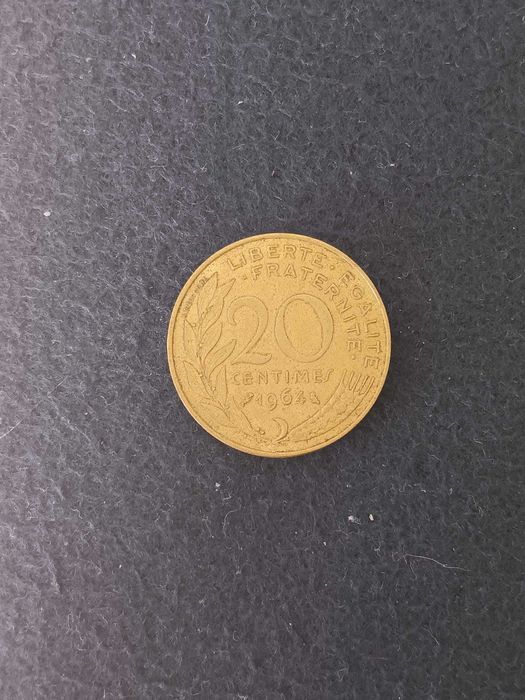 LIBERTE · EGALITE
· FRATERNITE ·
20
CENTIMES
1964